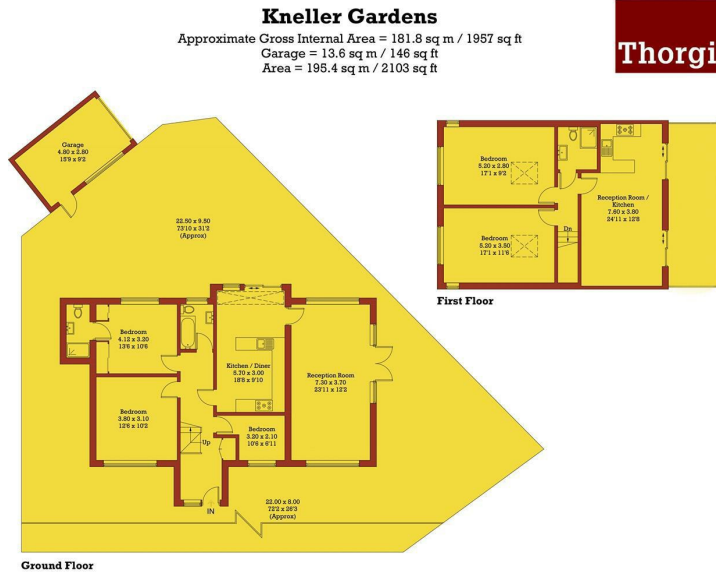 Kneller Gardens
Approximate Gross Internal Area = 181.8 sq m / 1957 sq ft
Garage = 13.6 sq m / 146 sq ft
Area = 195.4 sq m / 2103 sq ft
Thorgi
Garage
4.80 x 2.80
15'9 x 9'2
22.50 x 9.50
73'10 x 31'2
(Approx)
Bedroom
5.20 x 2.80
17'1 x 9'2
Reception Room /
Kitchen
7.60 x 3.80
24'11 x 12'6
Bedroom
5.20 x 3.50
17'1 x 11'6
Dn
First Floor
Bedroom
4.12 x 3.20
13'6 x 10'6
Kitchen / Diner
5.70 x 3.00
18'8 x 9'10
Reception Room
7.30 x 3.70
23'11 x 12'2
Bedroom
3.80 x 3.10
12'6 x 10'2
Bedroom
3.20 x 2.10
10'6 x 6'11
Up
IN
22.00 x 8.00
72'2 x 26'3
(Approx)
Ground Floor